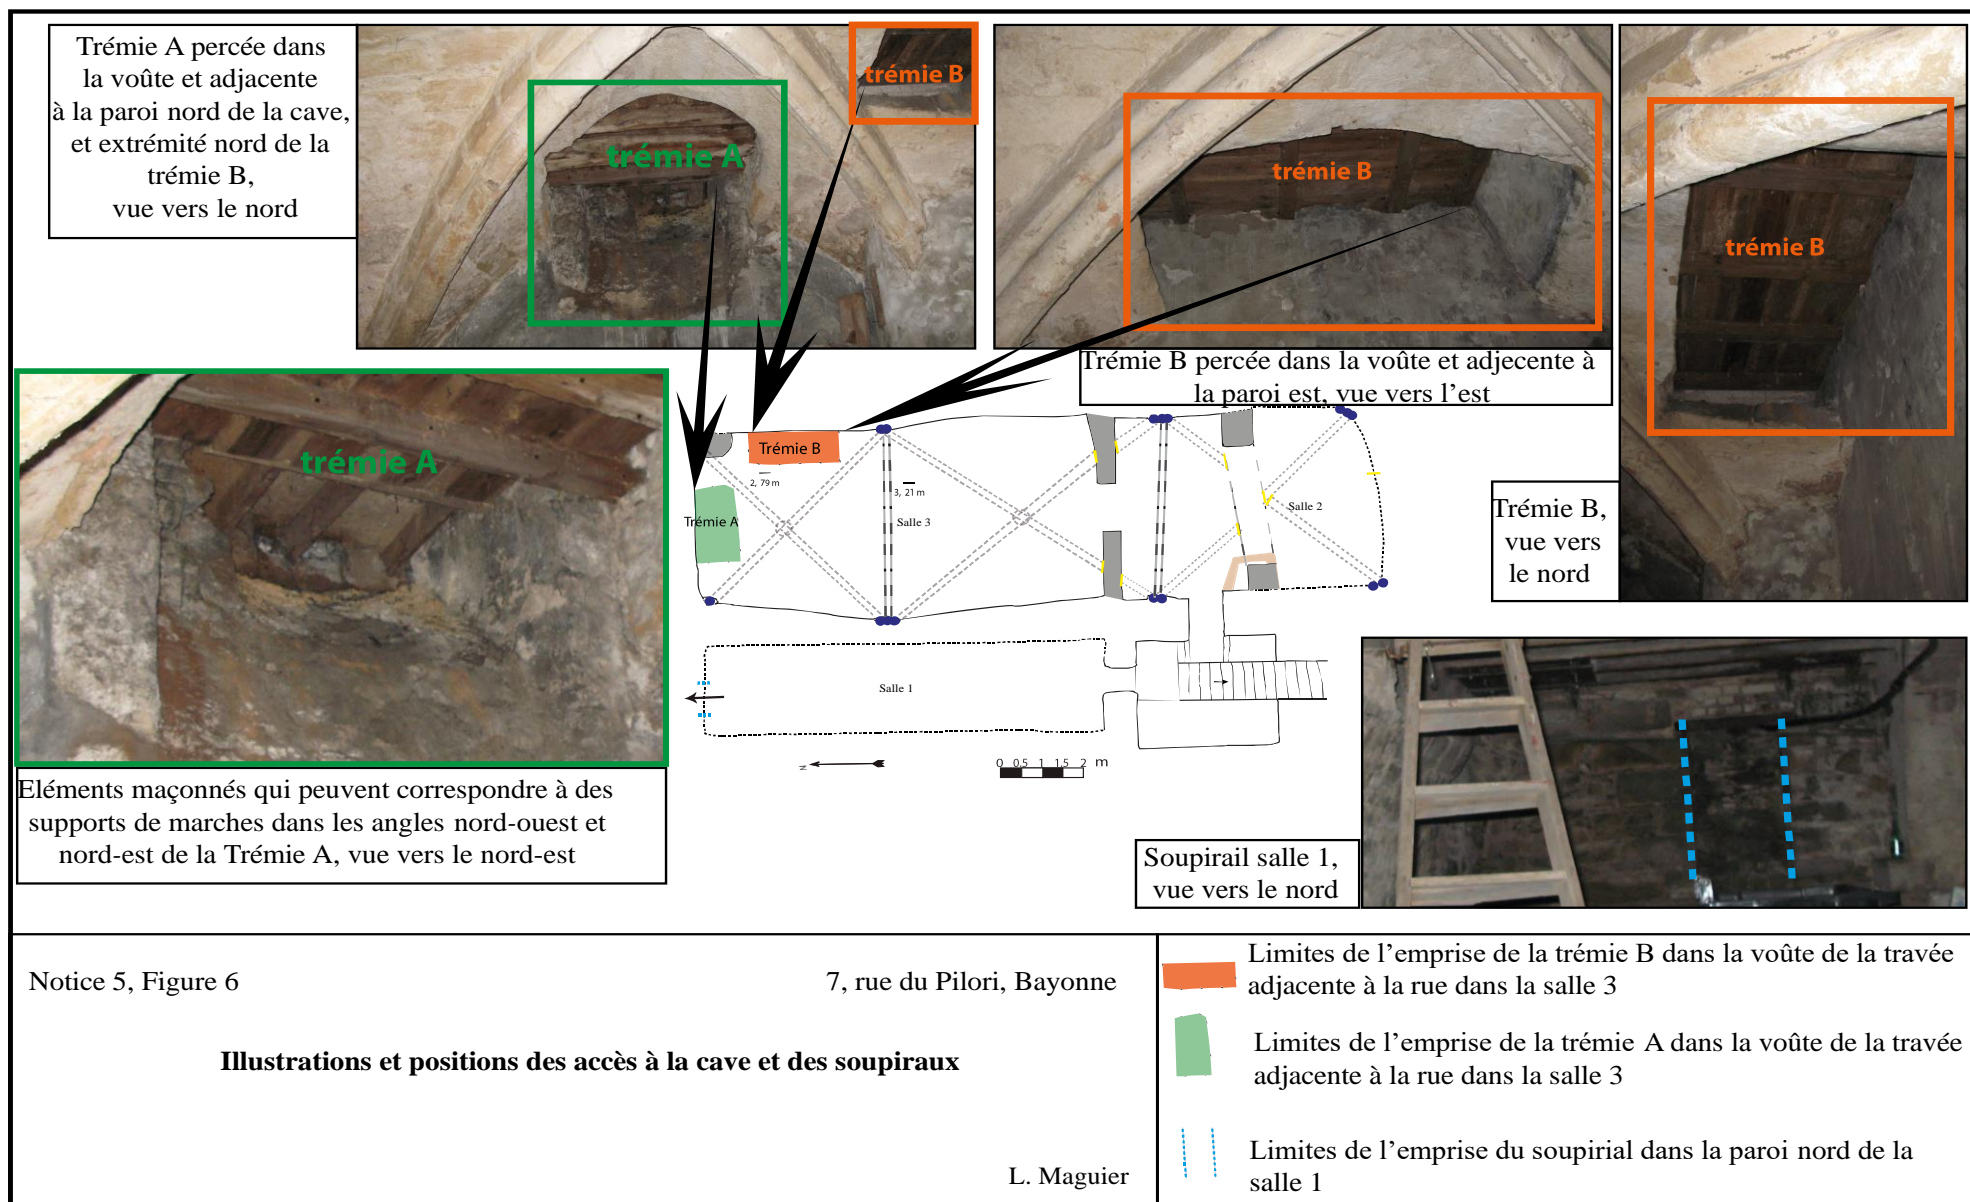 Trémie A percée dans
la voûte et adjacente
à la paroi nord de la cave,
et extrémité nord de la
trémie B,
vue vers le nord
trémie A
trémie B
trémie B
trémie B
Trémie B percée dans la voûte et adjecente à
la paroi est, vue vers l’est
trémie A
Eléments maçonnés qui peuvent correspondre à des
supports de marches dans les angles nord-ouest et
nord-est de la Trémie A, vue vers le nord-est
Trémie B,
vue vers
le nord
Trémie B
2, 79 m
3, 21 m
Trémie A
Salle 3
Salle 2
Salle 1
N
0 0,5 1 1,5 2 m
Soupirail salle 1,
vue vers le nord
Notice 5, Figure 6
7, rue du Pilori, Bayonne
Illustrations et positions des accès à la cave et des soupiraux
L. Maguier
Limites de l’emprise de la trémie B dans la voûte de la travée
adjacente à la rue dans la salle 3
Limites de l’emprise de la trémie A dans la voûte de la travée
adjacente à la rue dans la salle 3
Limites de l’emprise du soupirial dans la paroi nord de la
salle 1